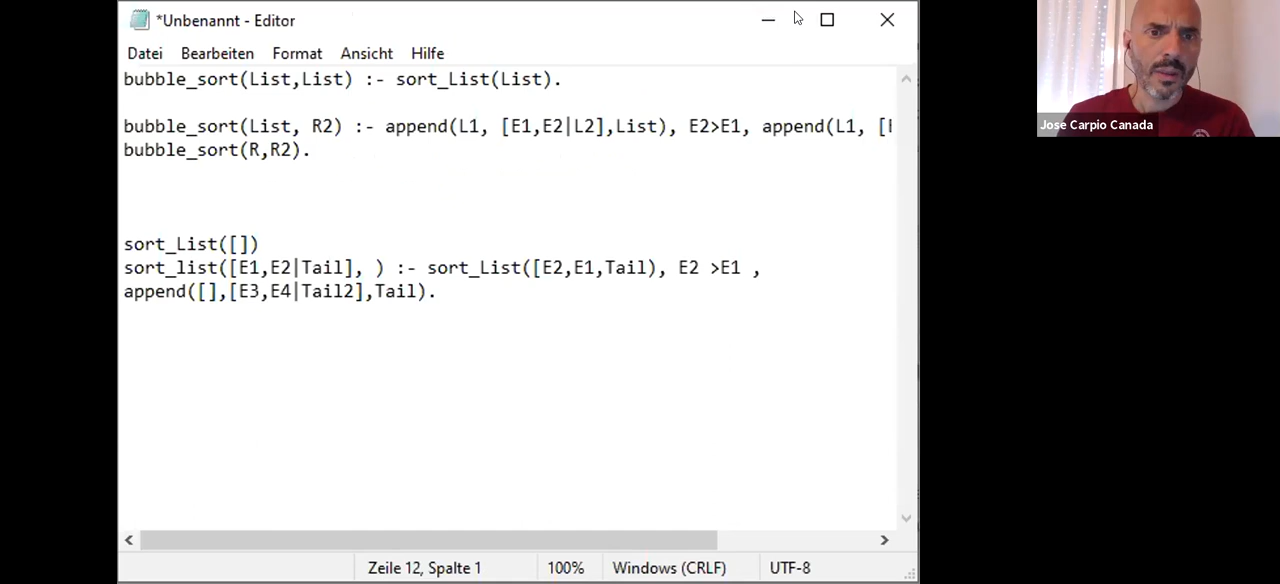 *Unbenannt - Editor
Datei Bearbeiten Format Ansicht Hilfe
bubble_sort(List,List) :- sort_List(List).
bubble_sort(List, R2) :- append(L1, [E1,E2|L2],List), E2>E1, append(L1, [
bubble_sort(R,R2).
sort_List([])
sort_list([E1,E2|Tail], ) :- sort_List([E2,E1,Tail), E2 >E1 ,
append([],[E3,E4|Tail2],Tail).
Zeile 12, Spalte 1 100% Windows (CRLF) UTF-8
Jose Carpio Canada